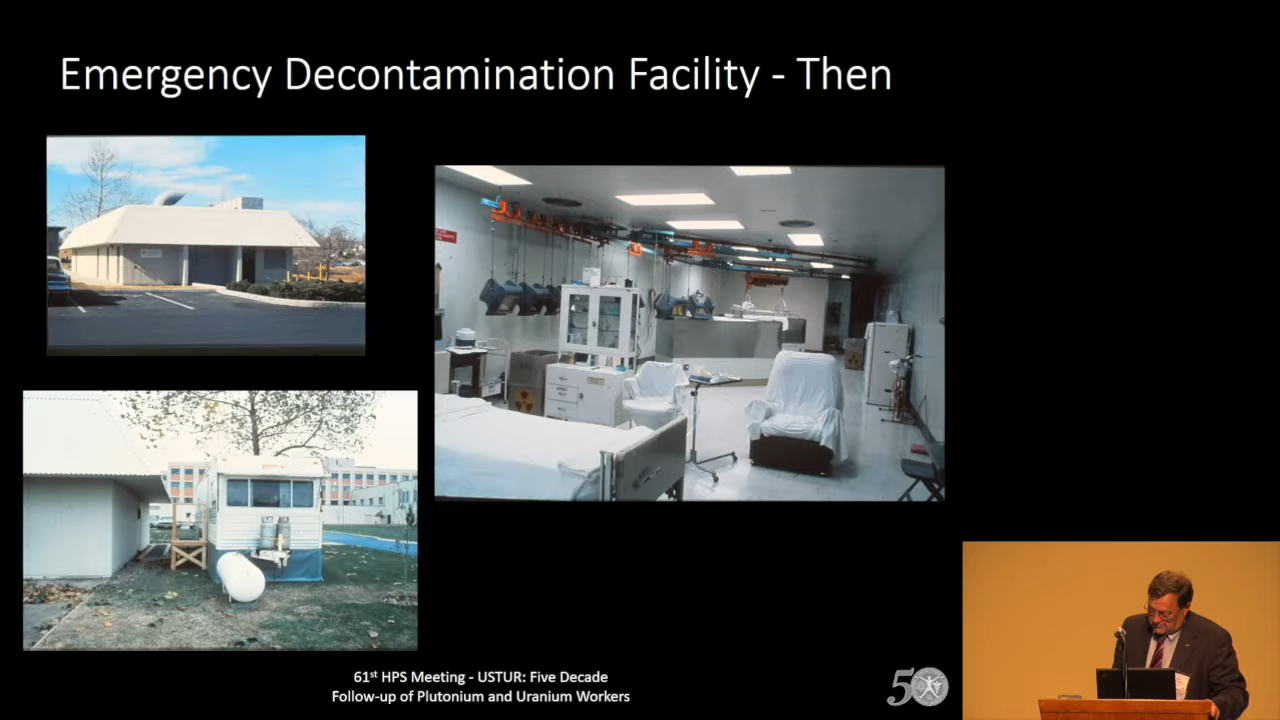 Emergency Decontamination Facility - Then
61st HPS Meeting - USTUR: Five Decade
Follow-up of Plutonium and Uranium Workers
50